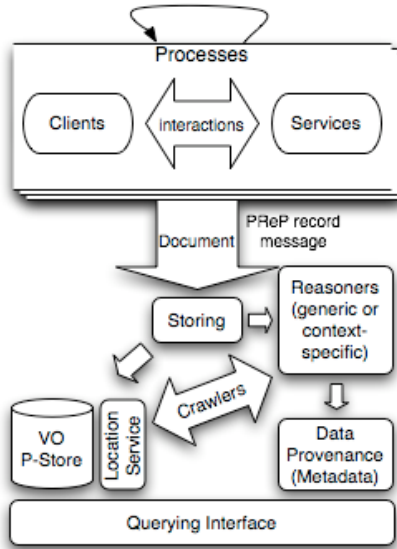 Processes
Clients
interactions
Services
Document
PReP record
message
Storing
Reasoners
(generic or
context-
specific)
Crawlers
VO
P-Store
Location
Service
Data
Provenance
(Metadata)
Querying Interface